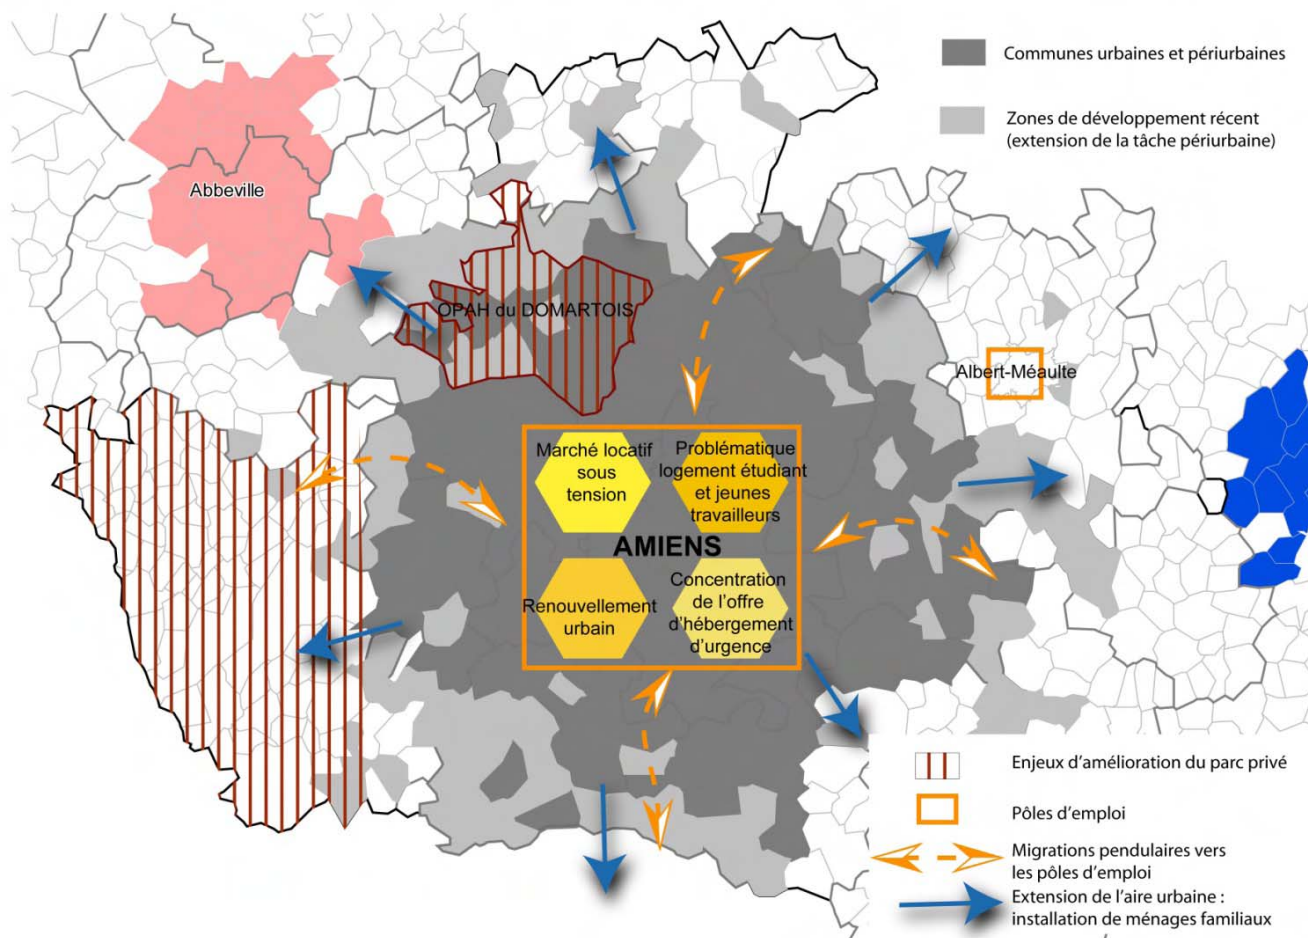 Communes urbaines et périurbaines
Zones de développement récent
(extension de la tâche périurbaine)
Abbeville
OPAH du DOMARTOIS
Albert-Méaulte
Marché locatif
sous
tension
Problématique
logement étudiant
et jeunes
travailleurs
AMIENS
Renouvellement
urbain
Concentration
de l'offre
d'hébergement
d'urgence
Enjeux d'amélioration du parc privé
Pôles d'emploi
Migrations pendulaires vers
les pôles d'emploi
Extension de l'aire urbaine :
installation de ménages familiaux